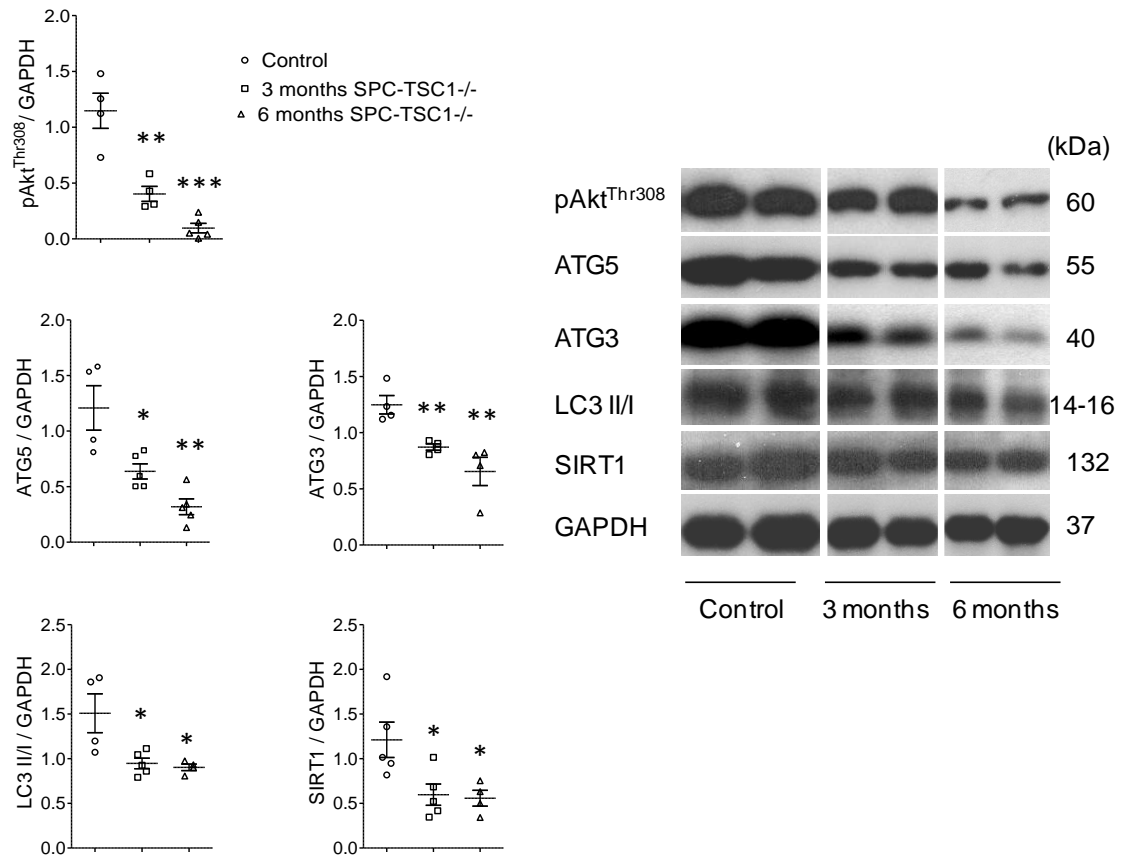 pAktThr308/ GAPDH
2.0
1.5
1.0
0.5
0.0
**
***
Control
3 months SPC-TSC1-/-
6 months SPC-TSC1-/-
ATG5 / GAPDH
2.0
1.5
1.0
0.5
0.0
*
**
ATG3 / GAPDH
2.0
1.5
1.0
0.5
0.0
**
**
LC3 II/I / GAPDH
2.5
2.0
1.5
1.0
0.5
0.0
*
*
SIRT1 / GAPDH
2.5
2.0
1.5
1.0
0.5
0.0
*
*
(kDa)
pAktThr308 60
ATG5 55
ATG3 40
LC3 II/I 14-16
SIRT1 132
GAPDH 37
Control 3 months 6 months